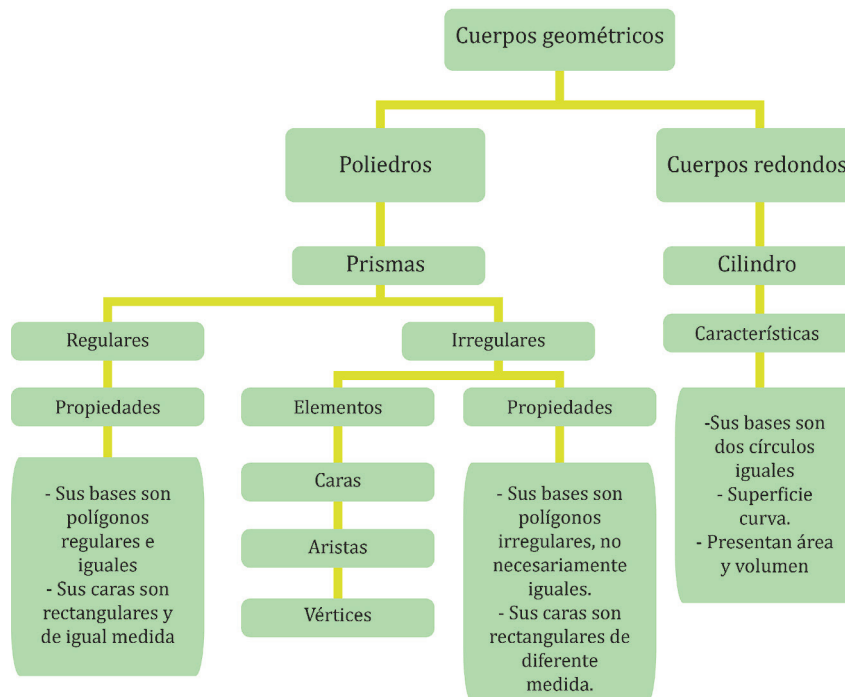 Cuerpos geométricos
Poliedros
Cuerpos redondos
Prismas
Cilindro
Regulares
Irregulares
Características
Propiedades
Elementos
Propiedades
- Sus bases son
polígonos
regulares e
iguales
- Sus caras son
rectangulares y
de igual medida
Caras
Aristas
Vértices
- Sus bases son
polígonos
irregulares, no
necesariamente
iguales.
- Sus caras son
rectangulares de
diferente
medida.
-Sus bases son
dos círculos
iguales
- Superficie
curva.
- Presentan área
y volumen